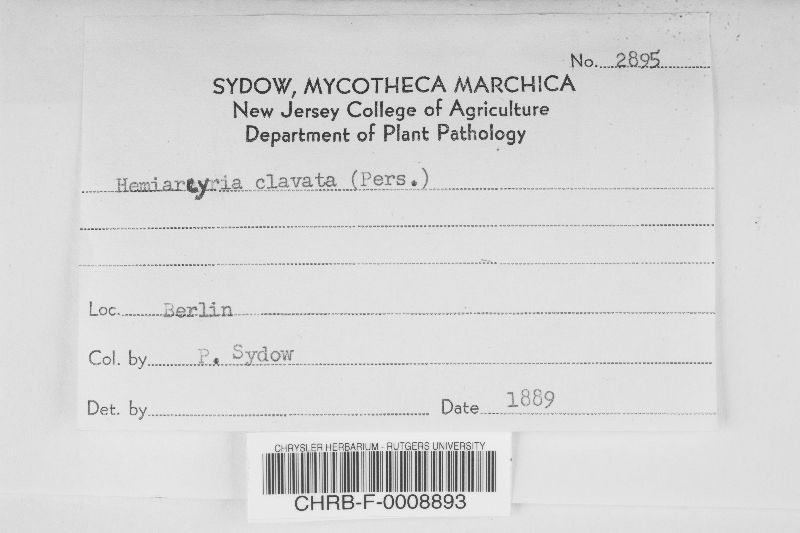 No. 2895
SYDOW, MYCOTHECA MARCHICA
New Jersey College of Agriculture
Department of Plant Pathology
Hemiarcyria clavata (Pers.)
Loc. Berlin
Col. by P. Sydow
Det. by Date 1889
CHRYSLER HERBARIUM - RUTGERS UNIVERSITY
CHRB-F-0008893